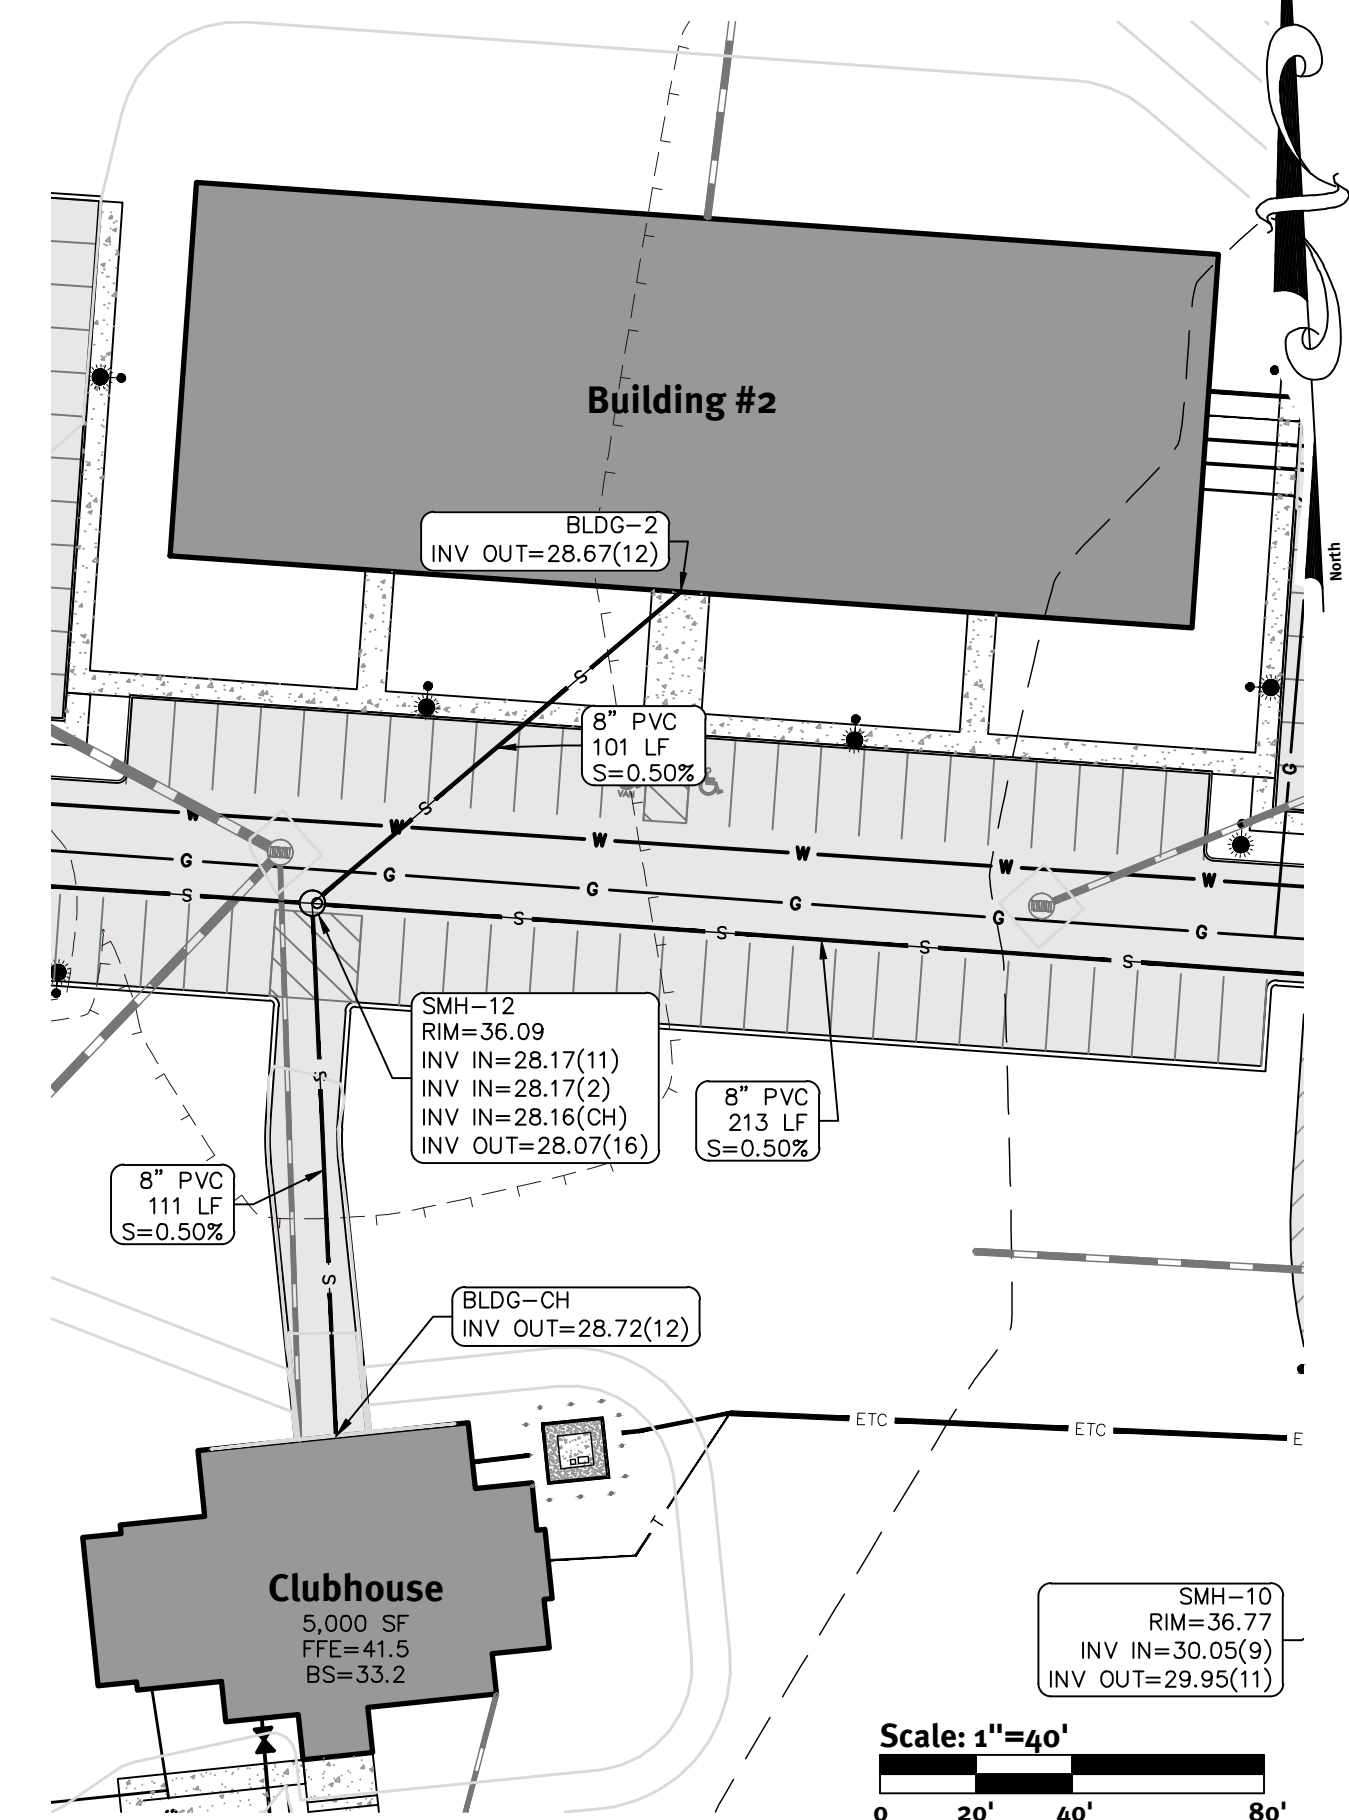 North
Building #2
BLDG-2
INV OUT=28.67(12)
S
8" PVC
101 LF
S=0.50%
VAN
G
S
W
W
W
W
W
W
G
G
G
G
G
G
S
S
S
S
S
SMH-12
RIM=36.09
INV IN=28.17(11)
INV IN=28.17(2)
INV IN=28.16(CH)
INV OUT=28.07(16)
S
8" PVC
213 LF
S=0.50%
8" PVC
111 LF
S=0.50%
S
BLDG-CH
INV OUT=28.72(12)
ETC
ETC
E
T
Clubhouse
5,000 SF
FFE=41.5
BS=33.2
SMH-10
RIM=36.77
INV IN=30.05(9)
INV OUT=29.95(11)
Scale: 1"=40'
0 20' 40' 80'